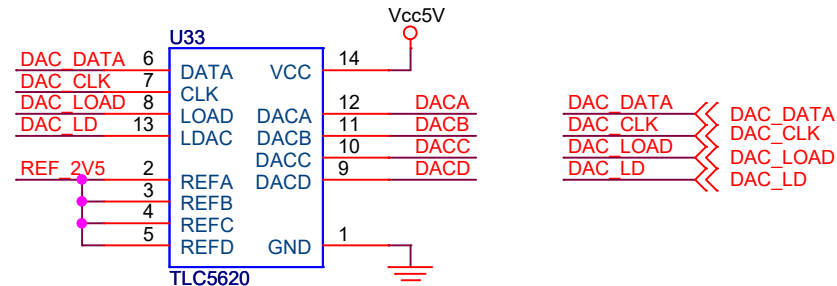 Vcc5V
U33
DAC_DATA 6 DATA VCC 14
DAC_CLK 7 CLK
DAC_LOAD 8 LOAD DACA 12 DACA
DAC_LD 13 LDAC DACB 11 DACB
DACC 10 DACC
REF_2V5 2 REFA DACD 9 DACD
3 REFB
4 REFC
5 REFD GND 1
TLC5620
DAC_DATA DAC_DATA
DAC_CLK DAC_CLK
DAC_LOAD DAC_LOAD
DAC_LD DAC_LD